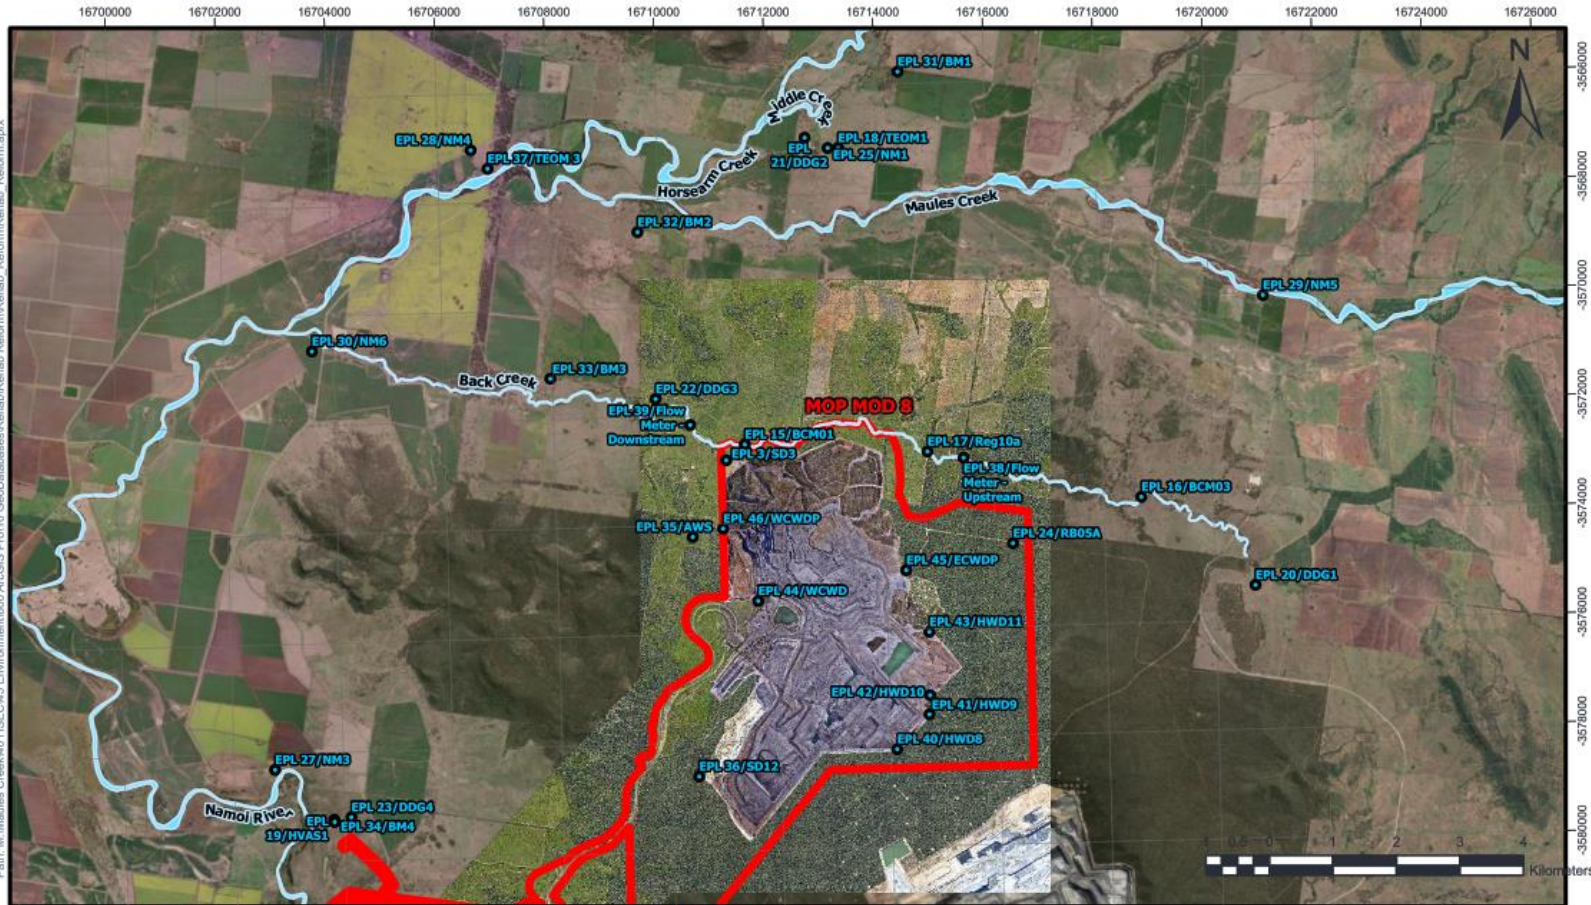 16700000 16702000 16704000 16706000 16708000 16710000 16712000 16714000 16716000 16718000 16720000 16722000 16724000 16726000
N
-3566000
-3568000
-3570000
-3572000
-3574000
-3576000
-3578000
-3580000
EPL 31/BM1
Middle Creek
EPL 28/NM4
EPL 37/TEOM 3
EPL 18/TEOM1
EPL
21/DDG2
EPL 25/NM1
Horsearm Creek
Maules Creek
EPL 32/BM2
EPL 29/NM5
EPL 30/NM6
EPL 33/BM3
Back Creek
EPL 22/DDG3
EPL 39/Flow
Meter -
Downstream
MOP MOD 8
EPL 15/BCM01
EPL 3/SD3
EPL 17/Reg10a
EPL 38/Flow
Meter -
Upstream
EPL 16/BCM03
EPL 35/AWS
EPL 46/WCWDP
EPL 24/RB05A
EPL 45/ECWDP
EPL 20/DDG1
EPL 44/WCWD
EPL 43/HWD11
EPL 42/HWD10
EPL 41/HWD9
EPL 40/HWD8
EPL 36/SD12
EPL 27/NM3
Namoi River
EPL 23/DDG4
EPL
19/HVAS1
EPL 34/BM4
1 0.5 0 1 2 3 4
Kilometers